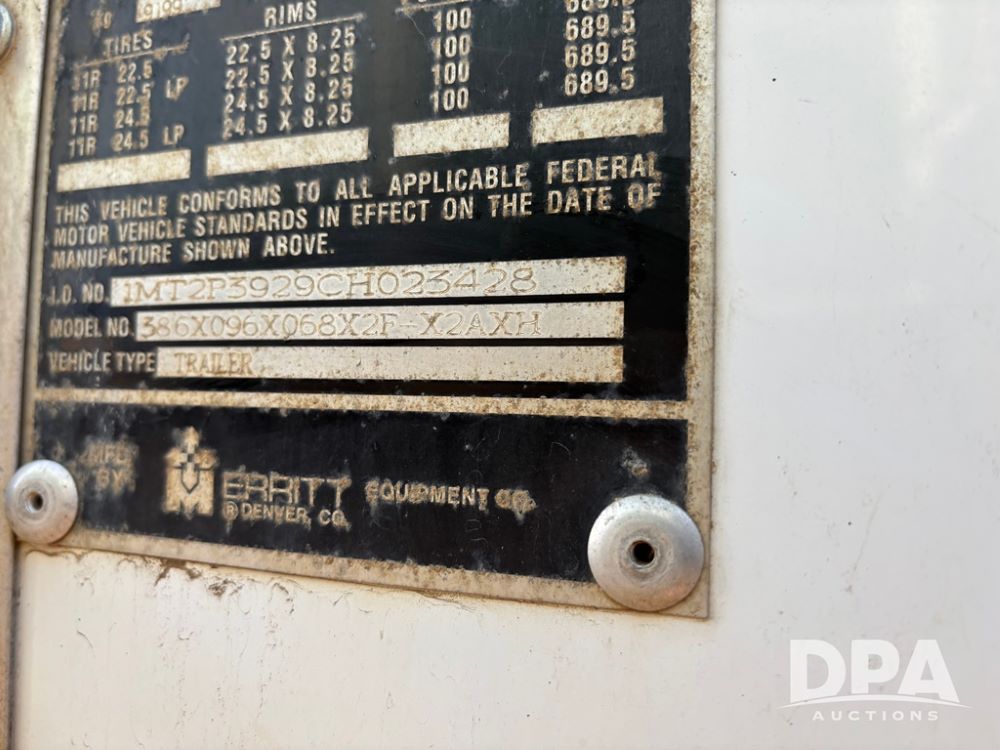 Kg 9199
TIRES RIMS
11R 22.5 22.5 X 8.25 100 689.5
11R 22.5 LP 22.5 X 8.25 100 689.5
11R 24.5 24.5 X 8.25 100 689.5
11R 24.5 LP 24.5 X 8.25 100 689.5
THIS VEHICLE CONFORMS TO ALL APPLICABLE FEDERAL
MOTOR VEHICLE STANDARDS IN EFFECT ON THE DATE OF
MANUFACTURE SHOWN ABOVE.
I.D. NO. 1MT2P3929CH023428
MODEL NO. 386X096X068X2F-X2AXH
VEHICLE TYPE TRAILER
MFD. BY MERRITT EQUIPMENT CO.
® DENVER, CO.
DPA
AUCTIONS